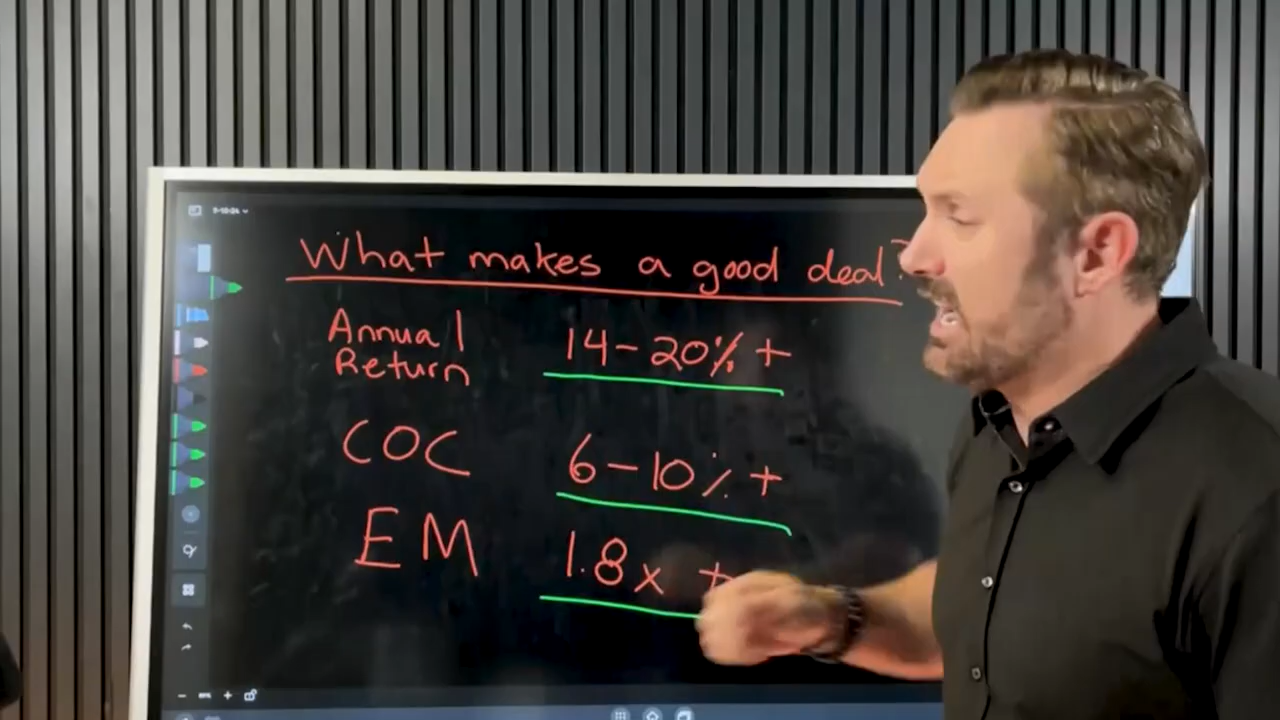 What makes a good deal?
Annual Return 14-20% +
COC 6-10% +
EM 1.8x +